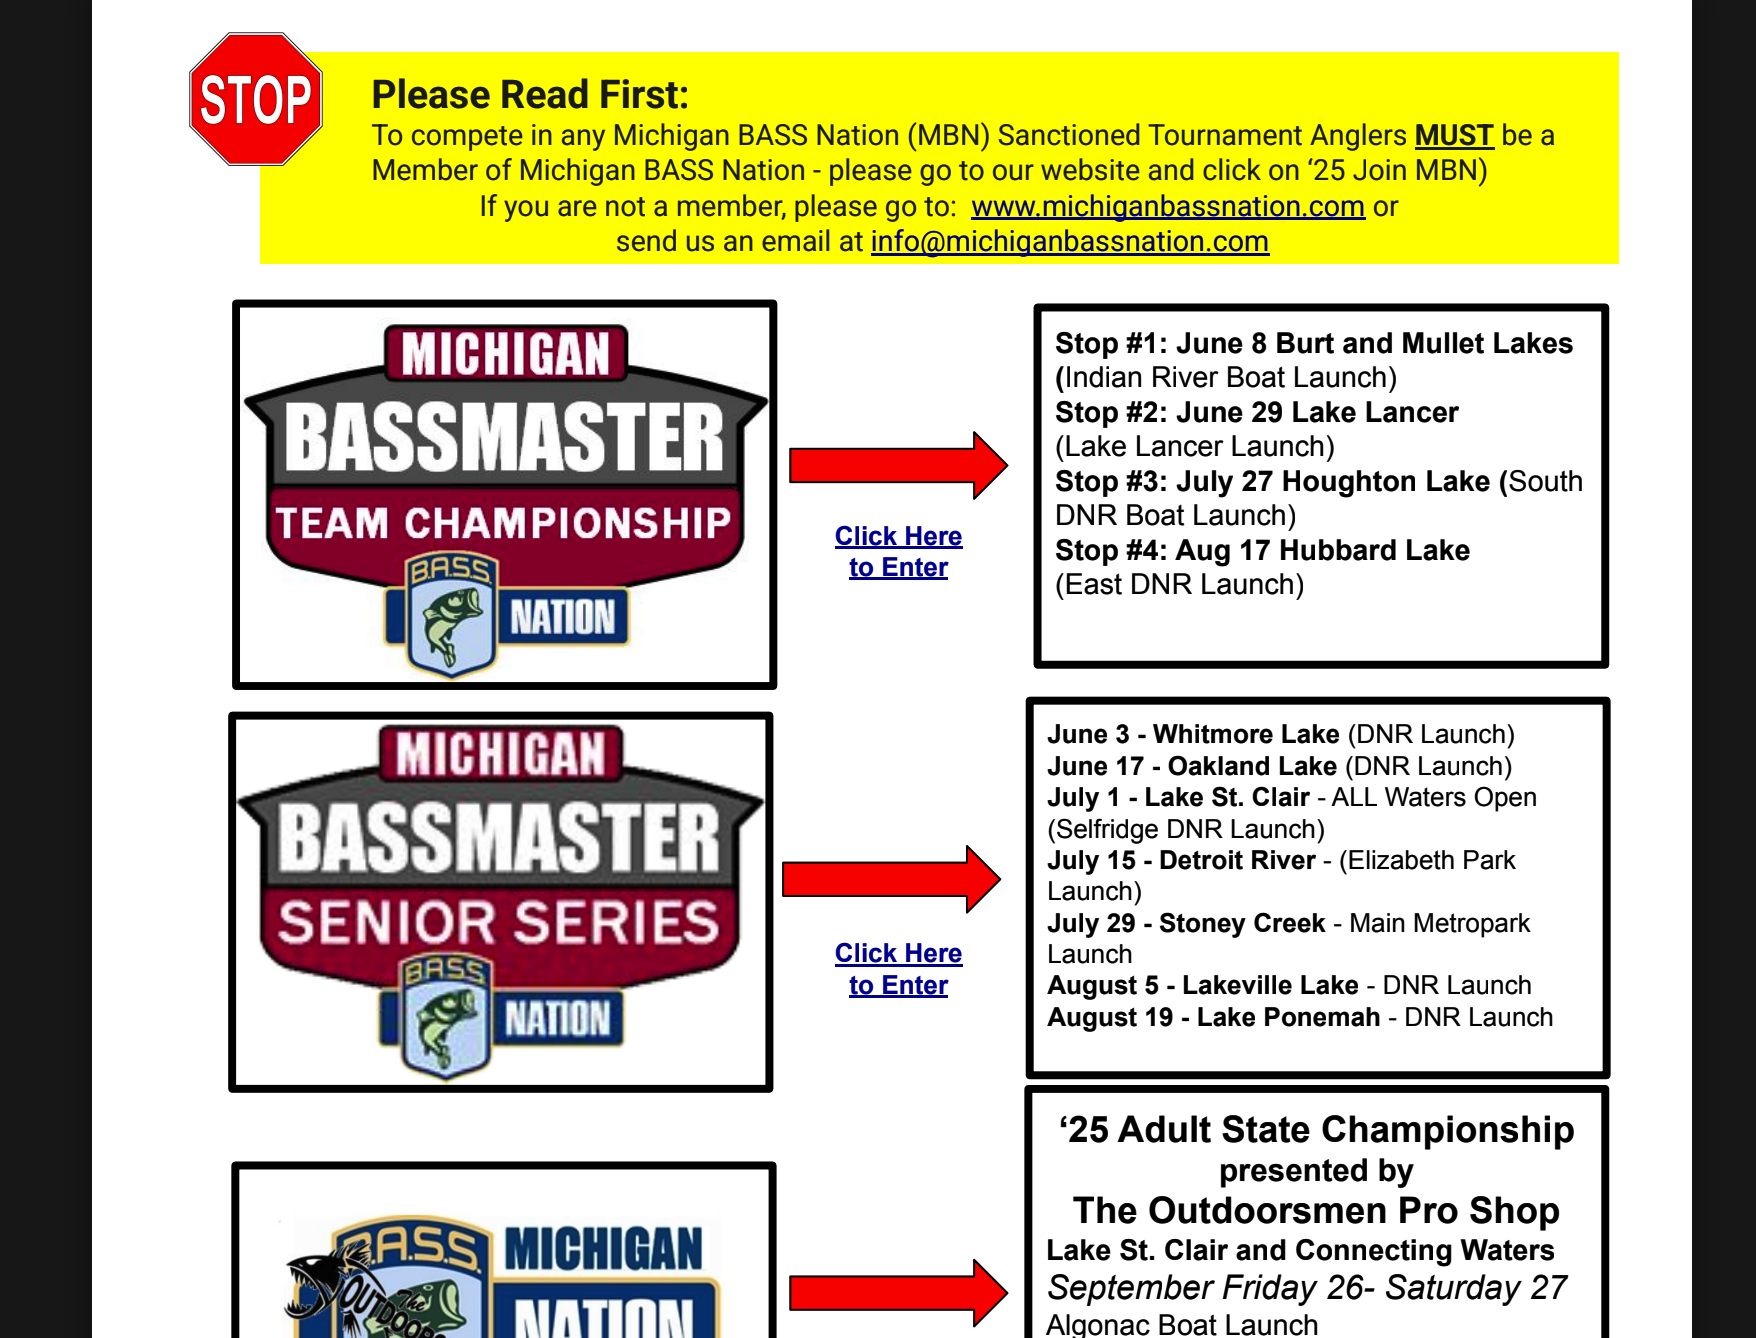 STOP
Please Read First:
To compete in any Michigan BASS Nation (MBN) Sanctioned Tournament Anglers MUST be a
Member of Michigan BASS Nation - please go to our website and click on ‘25 Join MBN)
If you are not a member, please go to: www.michiganbassnation.com or
send us an email at info@michiganbassnation.com
MICHIGAN
BASSMASTER
TEAM CHAMPIONSHIP
B.A.S.S.
NATION
Click Here
to Enter
Stop #1: June 8 Burt and Mullet Lakes
(Indian River Boat Launch)
Stop #2: June 29 Lake Lancer
(Lake Lancer Launch)
Stop #3: July 27 Houghton Lake (South
DNR Boat Launch)
Stop #4: Aug 17 Hubbard Lake
(East DNR Launch)
MICHIGAN
BASSMASTER
SENIOR SERIES
BASS
NATION
Click Here
to Enter
June 3 - Whitmore Lake (DNR Launch)
June 17 - Oakland Lake (DNR Launch)
July 1 - Lake St. Clair - ALL Waters Open
(Selfridge DNR Launch)
July 15 - Detroit River - (Elizabeth Park
Launch)
July 29 - Stoney Creek - Main Metropark
Launch
August 5 - Lakeville Lake - DNR Launch
August 19 - Lake Ponemah - DNR Launch
B.A.S.S.
MICHIGAN
NATION
The
‘25 Adult State Championship
presented by
The Outdoorsmen Pro Shop
Lake St. Clair and Connecting Waters
September Friday 26- Saturday 27
Algonac Boat Launch